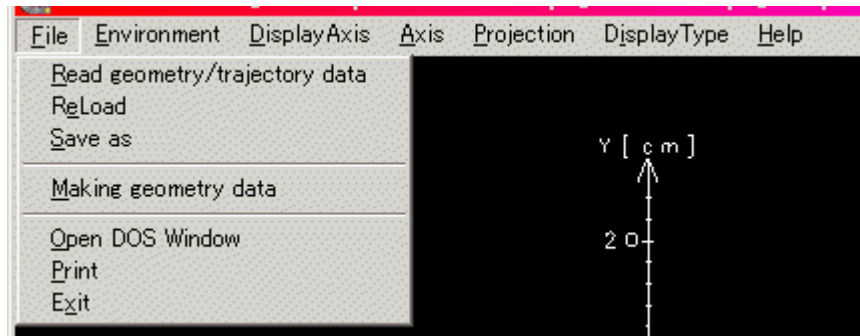 File Environment DisplayAxis Axis Projection DisplayType Help
Read geometry/trajectory data
ReLoad
Save as
Making geometry data
Open DOS Window
Print
Exit
Y [ cm ]
20